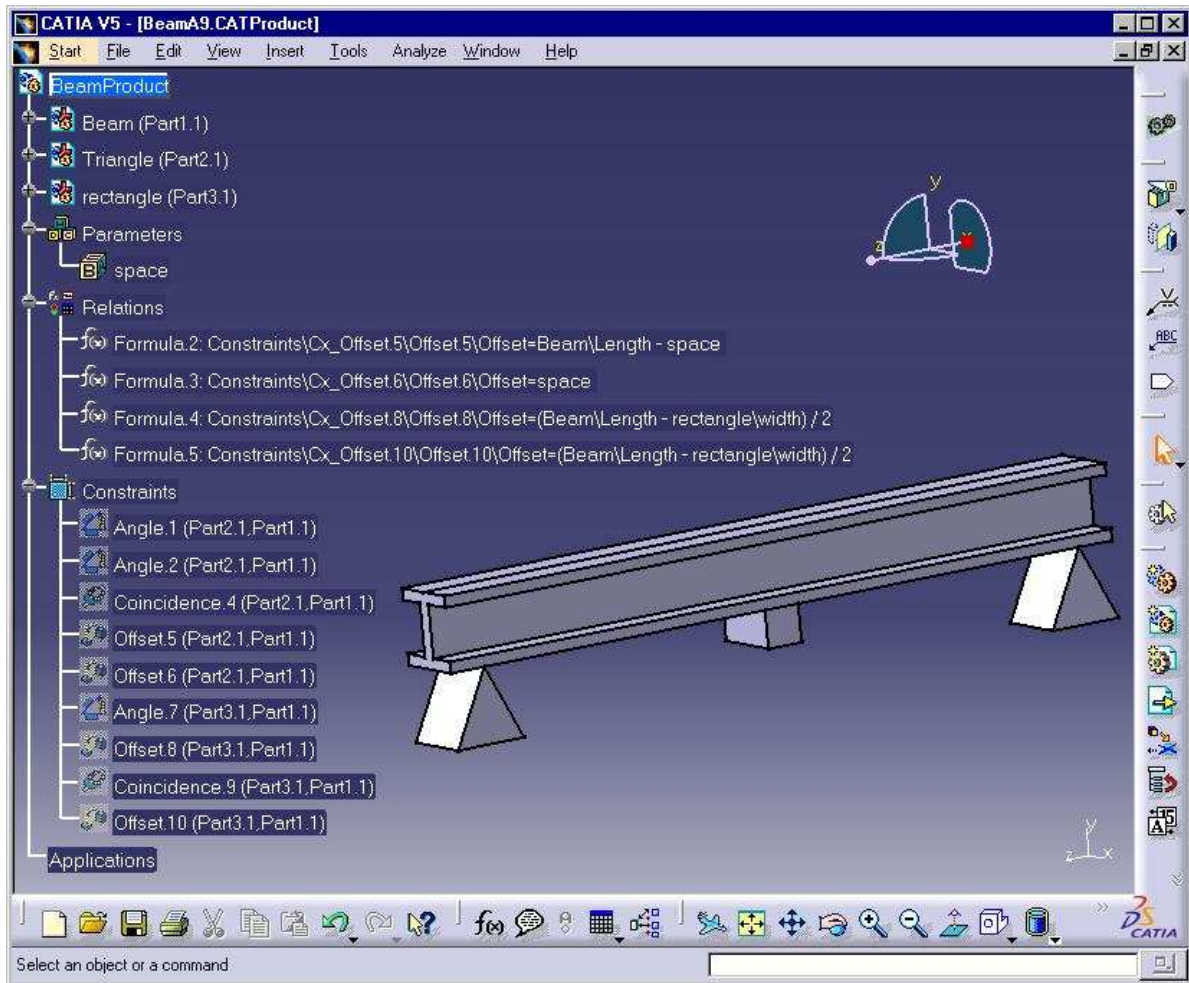 CATIA V5 - [BeamA9.CATProduct]
Start File Edit View Insert Tools Analyze Window Help
BeamProduct
Beam (Part1.1)
Triangle (Part2.1)
rectangle (Part3.1)
Parameters
space
Relations
Formula.2: Constraints\Cx_Offset.5\Offset.5\Offset=Beam\Length - space
Formula.3: Constraints\Cx_Offset.6\Offset.6\Offset=space
Formula.4: Constraints\Cx_Offset.8\Offset.8\Offset=(Beam\Length - rectangle\width) / 2
Formula.5: Constraints\Cx_Offset.10\Offset.10\Offset=(Beam\Length - rectangle\width) / 2
Constraints
Angle.1 (Part2.1,Part1.1)
Angle.2 (Part2.1,Part1.1)
Coincidence.4 (Part2.1,Part1.1)
Offset.5 (Part2.1,Part1.1)
Offset.6 (Part2.1,Part1.1)
Angle.7 (Part3.1,Part1.1)
Offset.8 (Part3.1,Part1.1)
Coincidence.9 (Part3.1,Part1.1)
Offset.10 (Part3.1,Part1.1)
Applications
y
z
ABC
15
A
y
z x
f(x)
CATIA
Select an object or a command